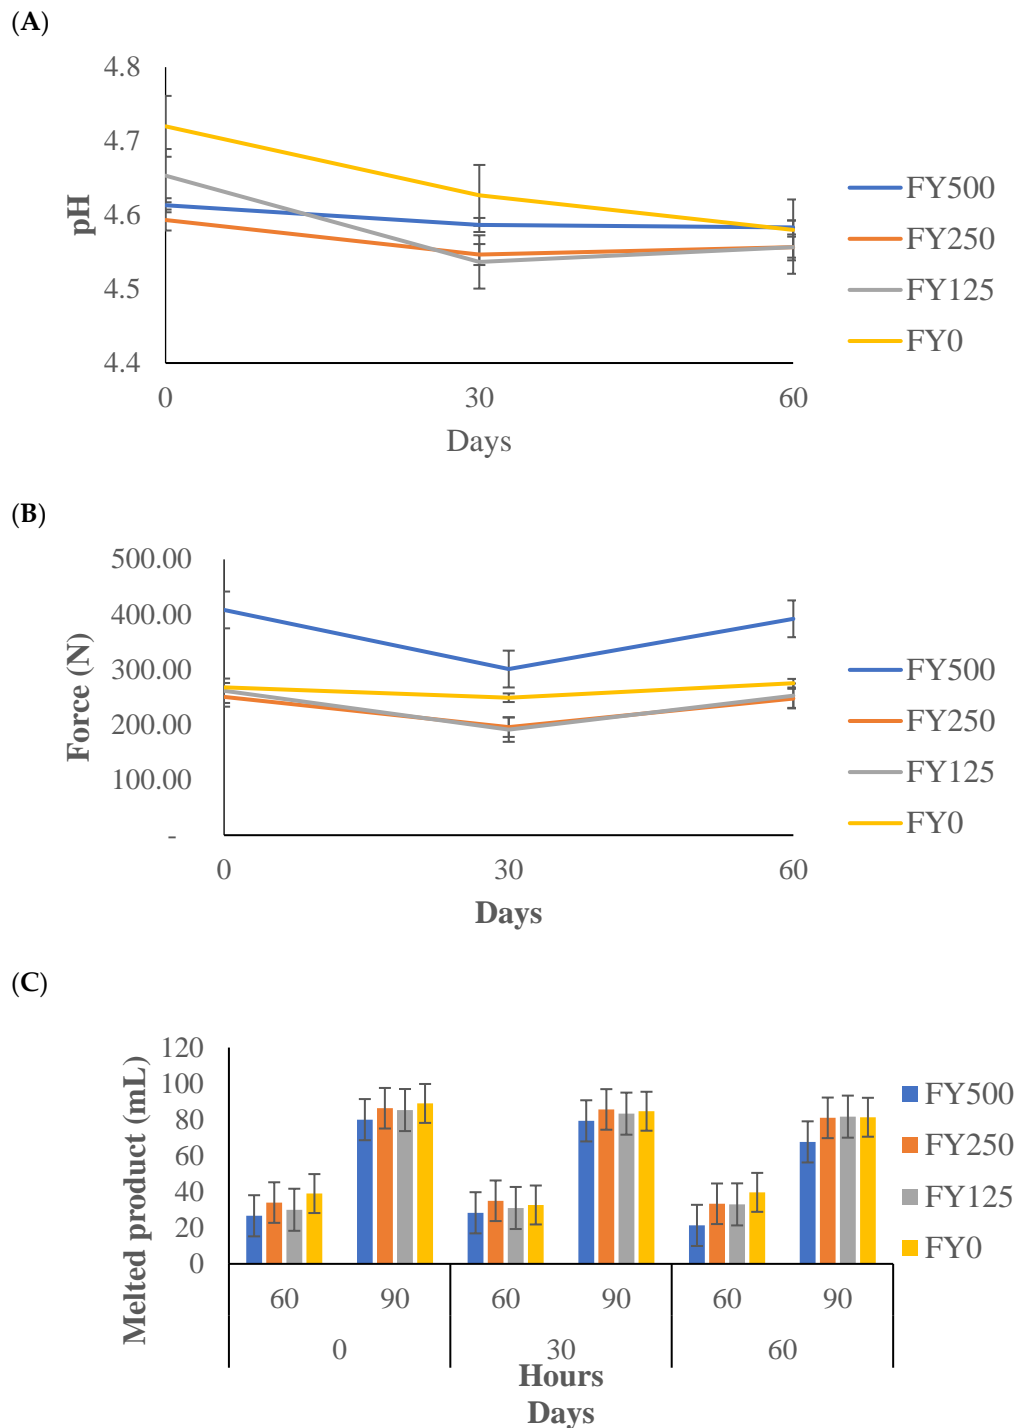 (A)
4.8
4.7
4.6
4.5
4.4
pH
0 30 60
Days
FY500
FY250
FY125
FY0
(B)
500.00
400.00
300.00
200.00
100.00
-
Force (N)
0 30 60
Days
FY500
FY250
FY125
FY0
(C)
120
100
80
60
40
20
0
Melted product (mL)
60 90 60 90 60 90
0 30 60
Hours
Days
FY500
FY250
FY125
FY0